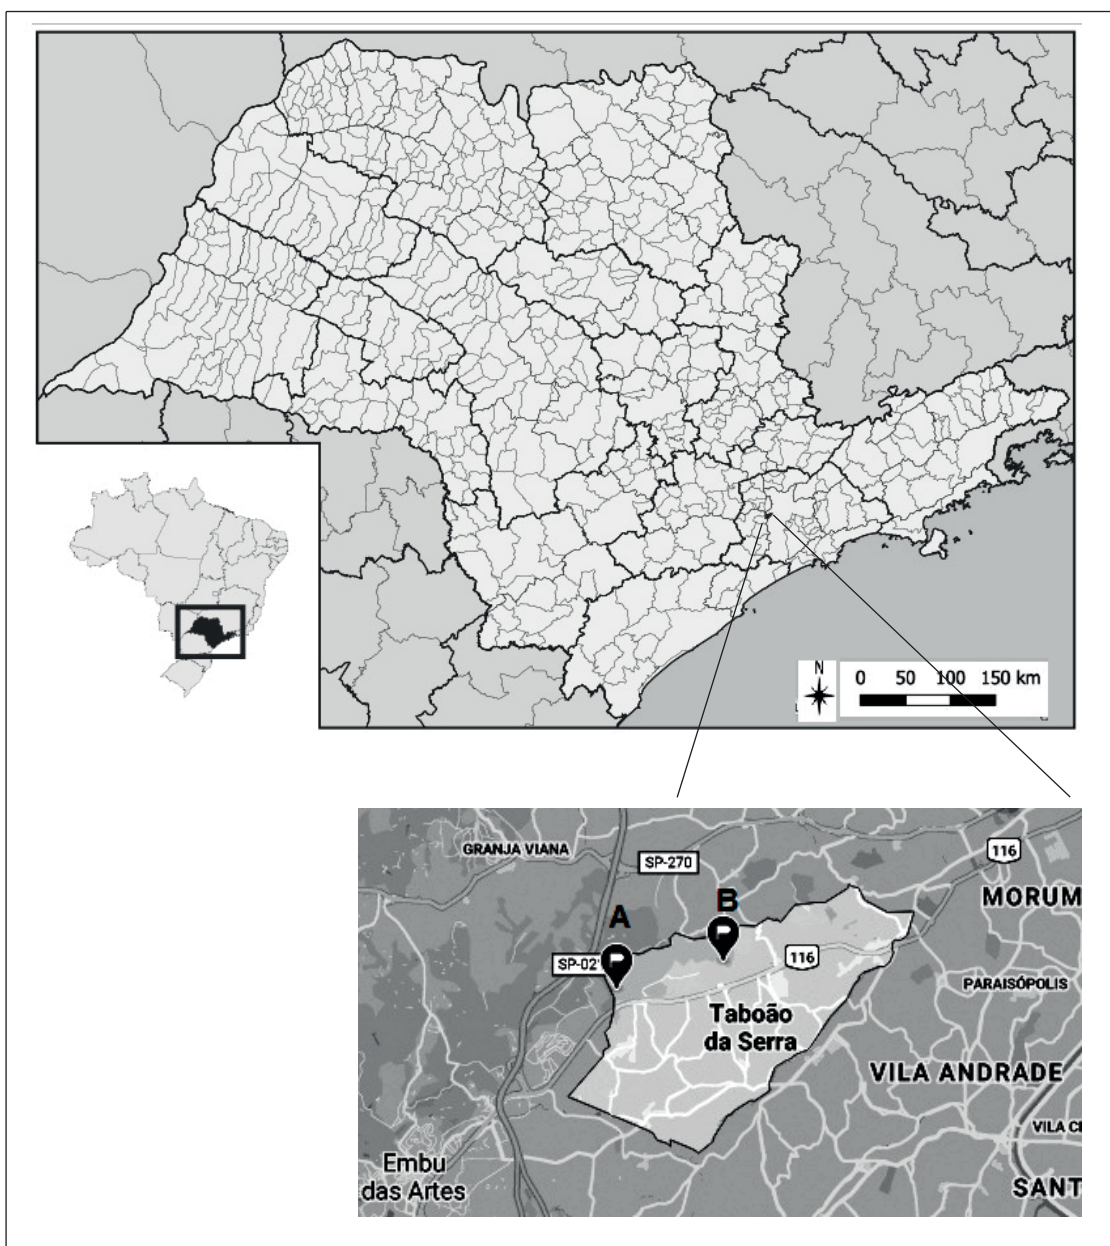 N
0 50 100 150 km
GRANJA VIANA
SP-270
116
MORUM
A
B
SP-02
116
PARAISÓPOLIS
Taboão
da Serra
VILA ANDRADE
VILA
Embu
das Artes
SANT